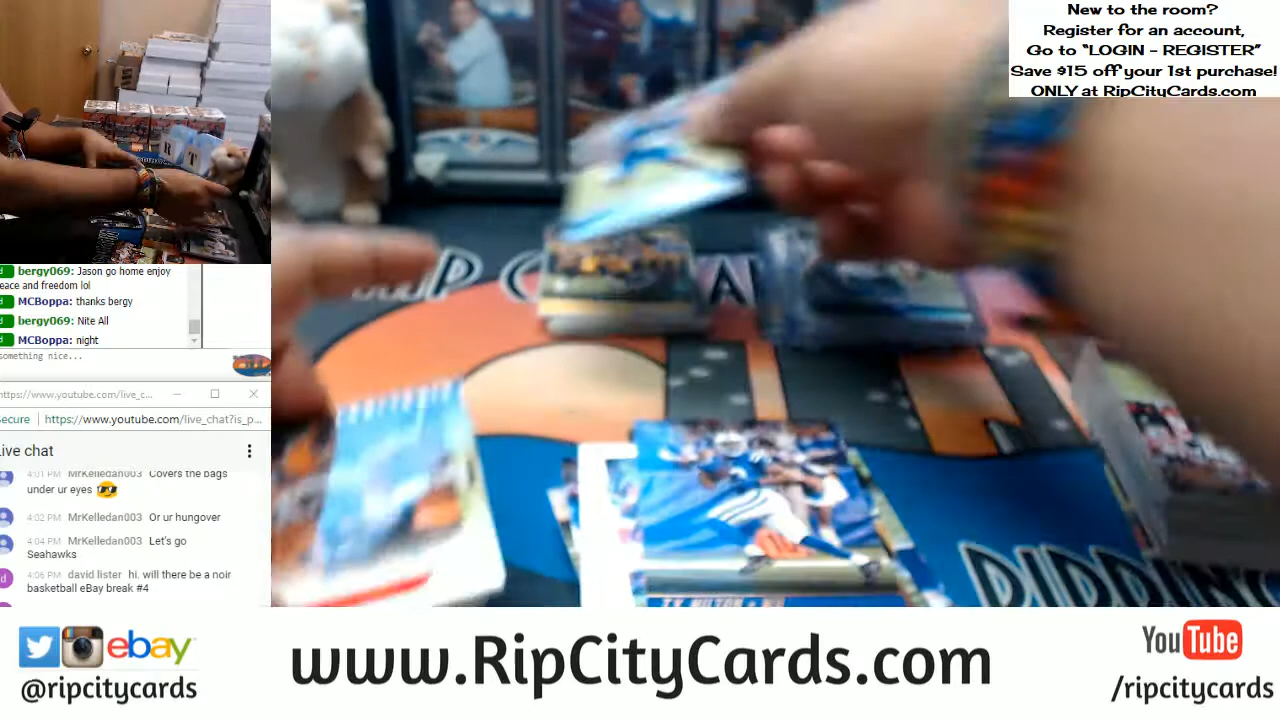 New to the room?
Register for an account,
Go to “LOGIN - REGISTER”
Save $15 off your 1st purchase!
ONLY at RipCityCards.com
R T
bergy069: Jason go home enjoy
eace and freedom lol
MCBoppa: thanks bergy
bergy069: Nite All
MCBoppa: night
something nice...
https://www.youtube.com/live_c...
ecure https://www.youtube.com/live_chat?is_p...
ive chat
4:01 PM MrKelledan003 Covers the bags
under ur eyes
4:02 PM MrKelledan003 Or ur hungover
4:04 PM MrKelledan003 Let's go
Seahawks
4:06 PM david lister hi. will there be a noir
basketball eBay break #4
TY HILTON
RIPPIN
ebay
@ripcitycards
www.RipCityCards.com
YouTube
/ripcitycards